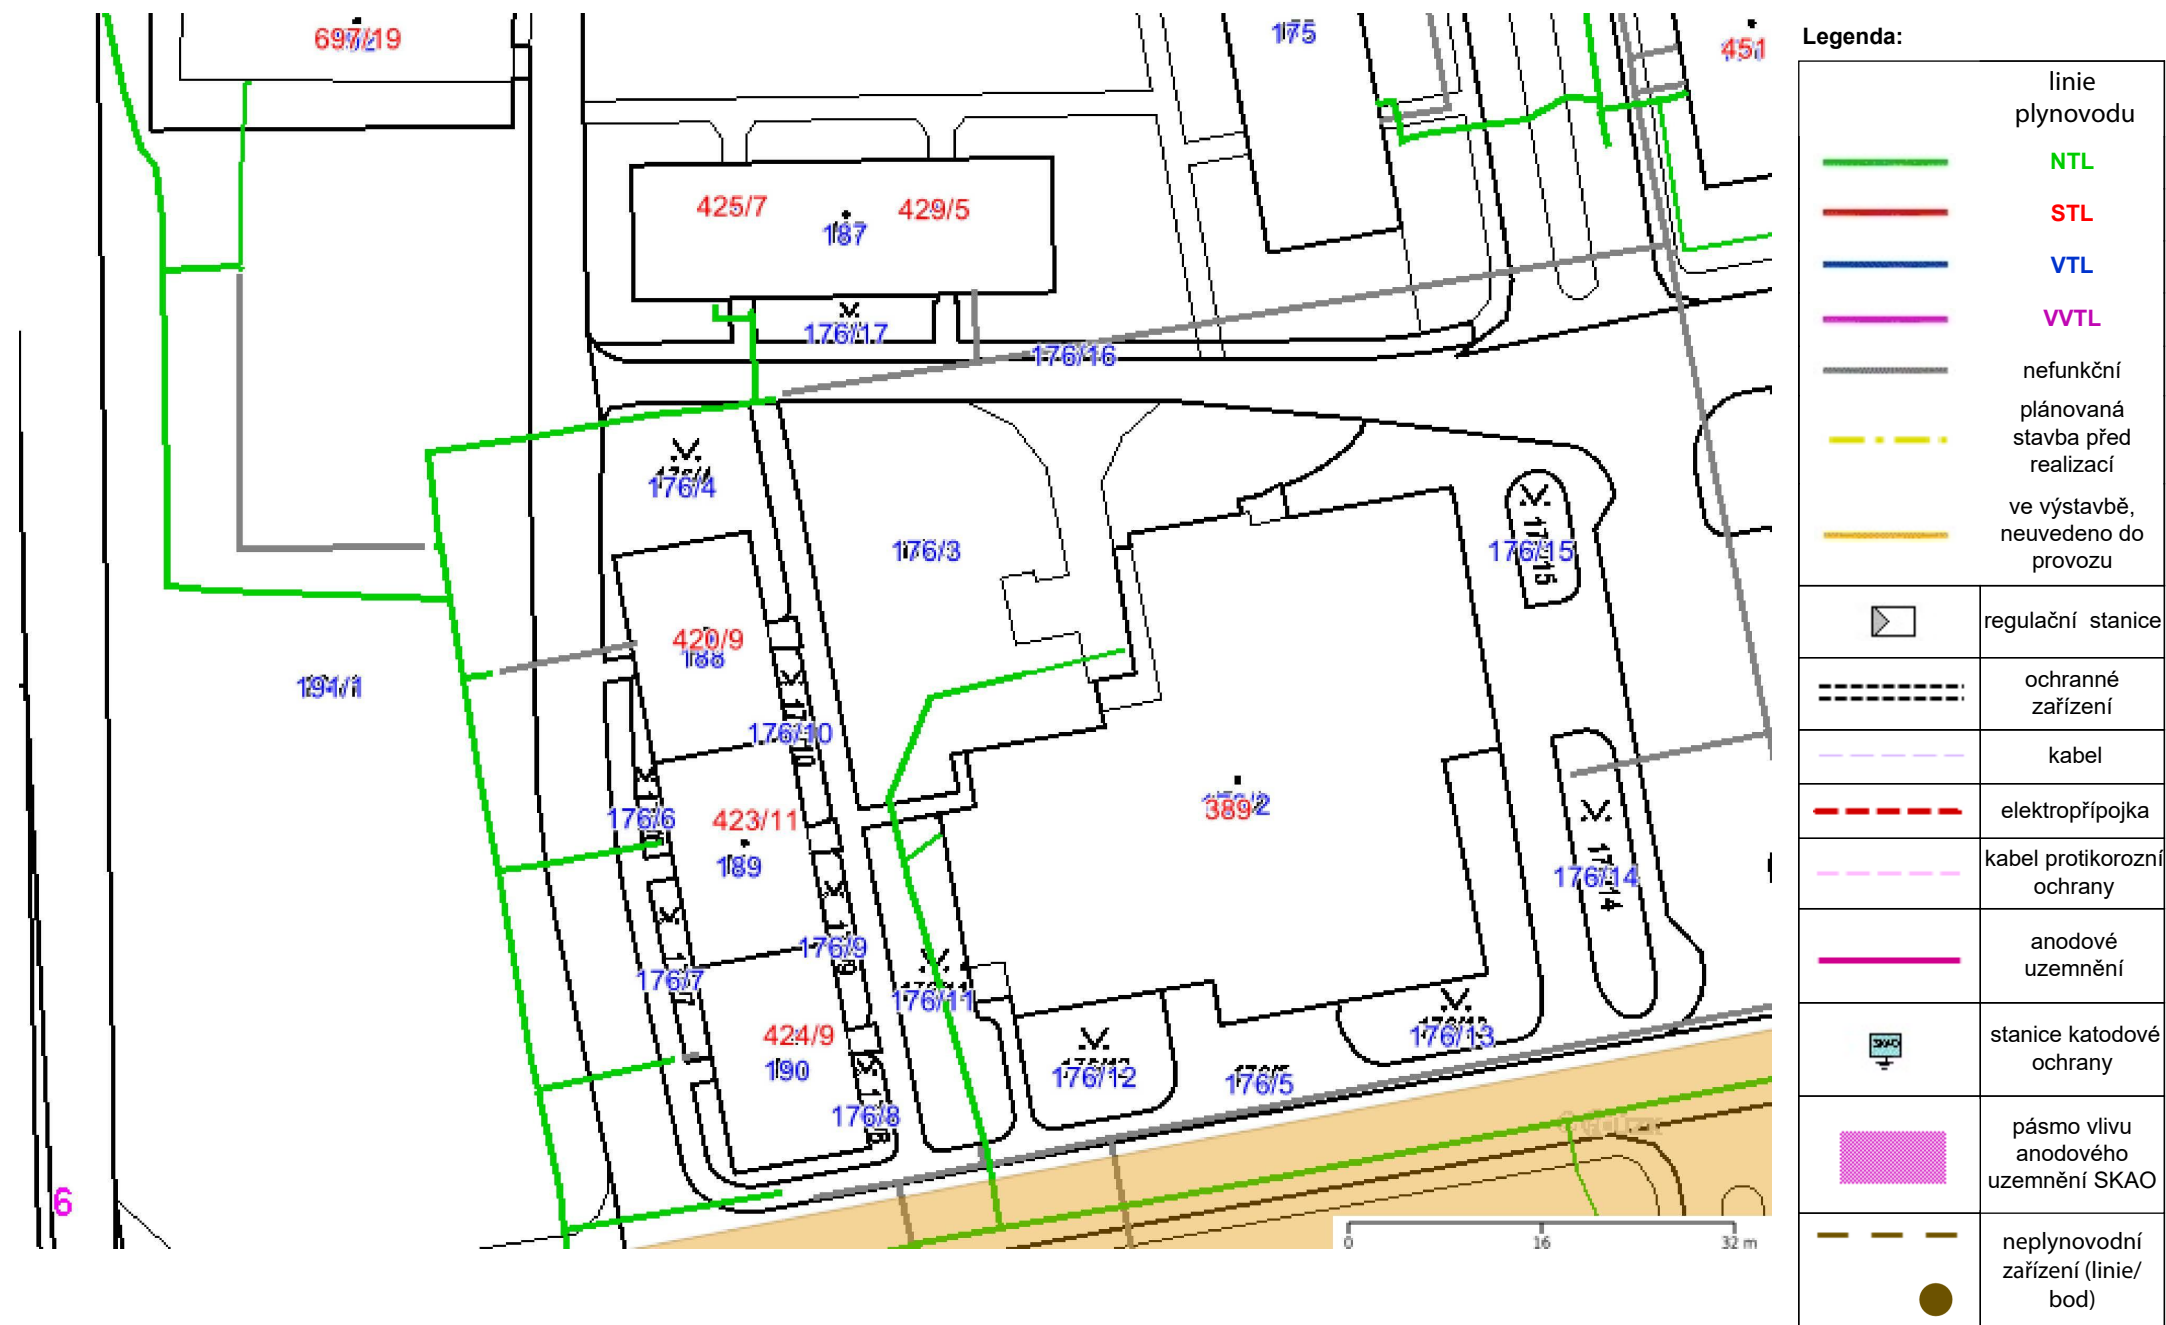 697/19
175
451
425/7
429/5
187
176/17
176/16
176/4
176/3
176/15
420/9
188
191/1
176/10
176/6
423/11
189
389
176/14
176/9
176/7
176/11
424/9
190
176/13
176/12
176/5
176/8
6
0
16
32 m
Legenda:
linie
plynovodu
NTL
STL
VTL
VVTL
nefunkční
plánovaná
stavba před
realizací
ve výstavbě,
neuvedeno do
provozu
regulační stanice
ochranné
zařízení
kabel
elektropřípojka
kabel protikorozní
ochrany
anodové
uzemnění
SKAO
stanice katodové
ochrany
pásmo vlivu
anodového
uzemnění SKAO
neplynovodní
zařízení (linie/
bod)